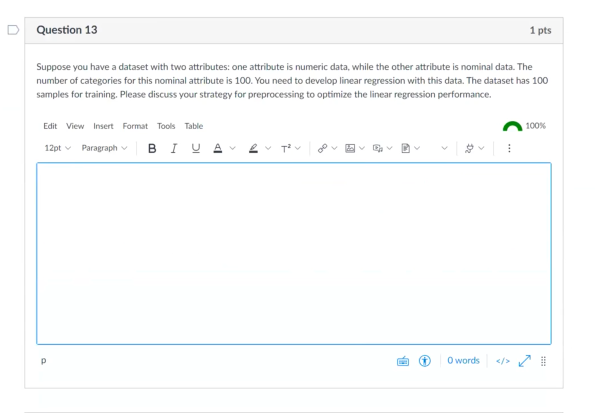 Question 13 1 pts
Suppose you have a dataset with two attributes: one attribute is numeric data, while the other attribute is nominal data. The
number of categories for this nominal attribute is 100. You need to develop linear regression with this data. The dataset has 100
samples for training. Please discuss your strategy for preprocessing to optimize the linear regression performance.
Edit View Insert Format Tools Table 100%
12pt Paragraph B I U A T²
p 0 words </>